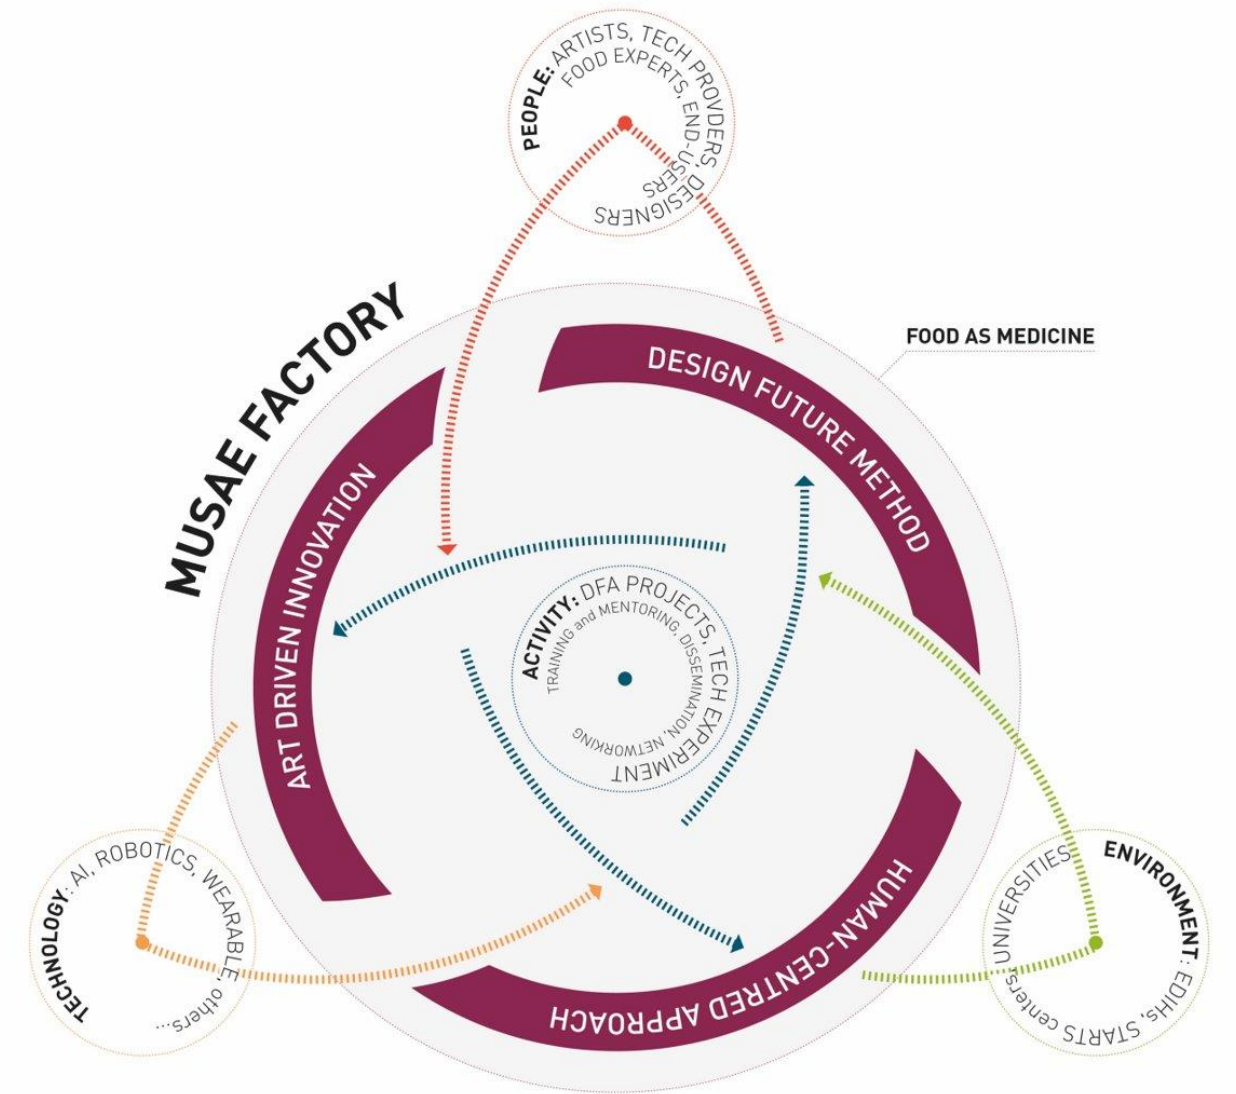 PEOPLE: ARTISTS, TECH PROVDERS, DESIGNERS
FOOD EXPERTS, END-USERS
MUSAE FACTORY
FOOD AS MEDICINE
DESIGN FUTURE METHOD
ART DRIVEN INNOVATION
ACTIVITY: DFA PROJECTS, TECH EXPERIMENT
TRAINING and MENTORING, DISSEMINATION, NETWORKING
HUMAN-CENTRED APPROACH
TECHNOLOGY: AI, ROBOTICS, WEARABLE, others...
ENVIRONMENT: EDIHs, STARTS centers, UNIVERSITIES